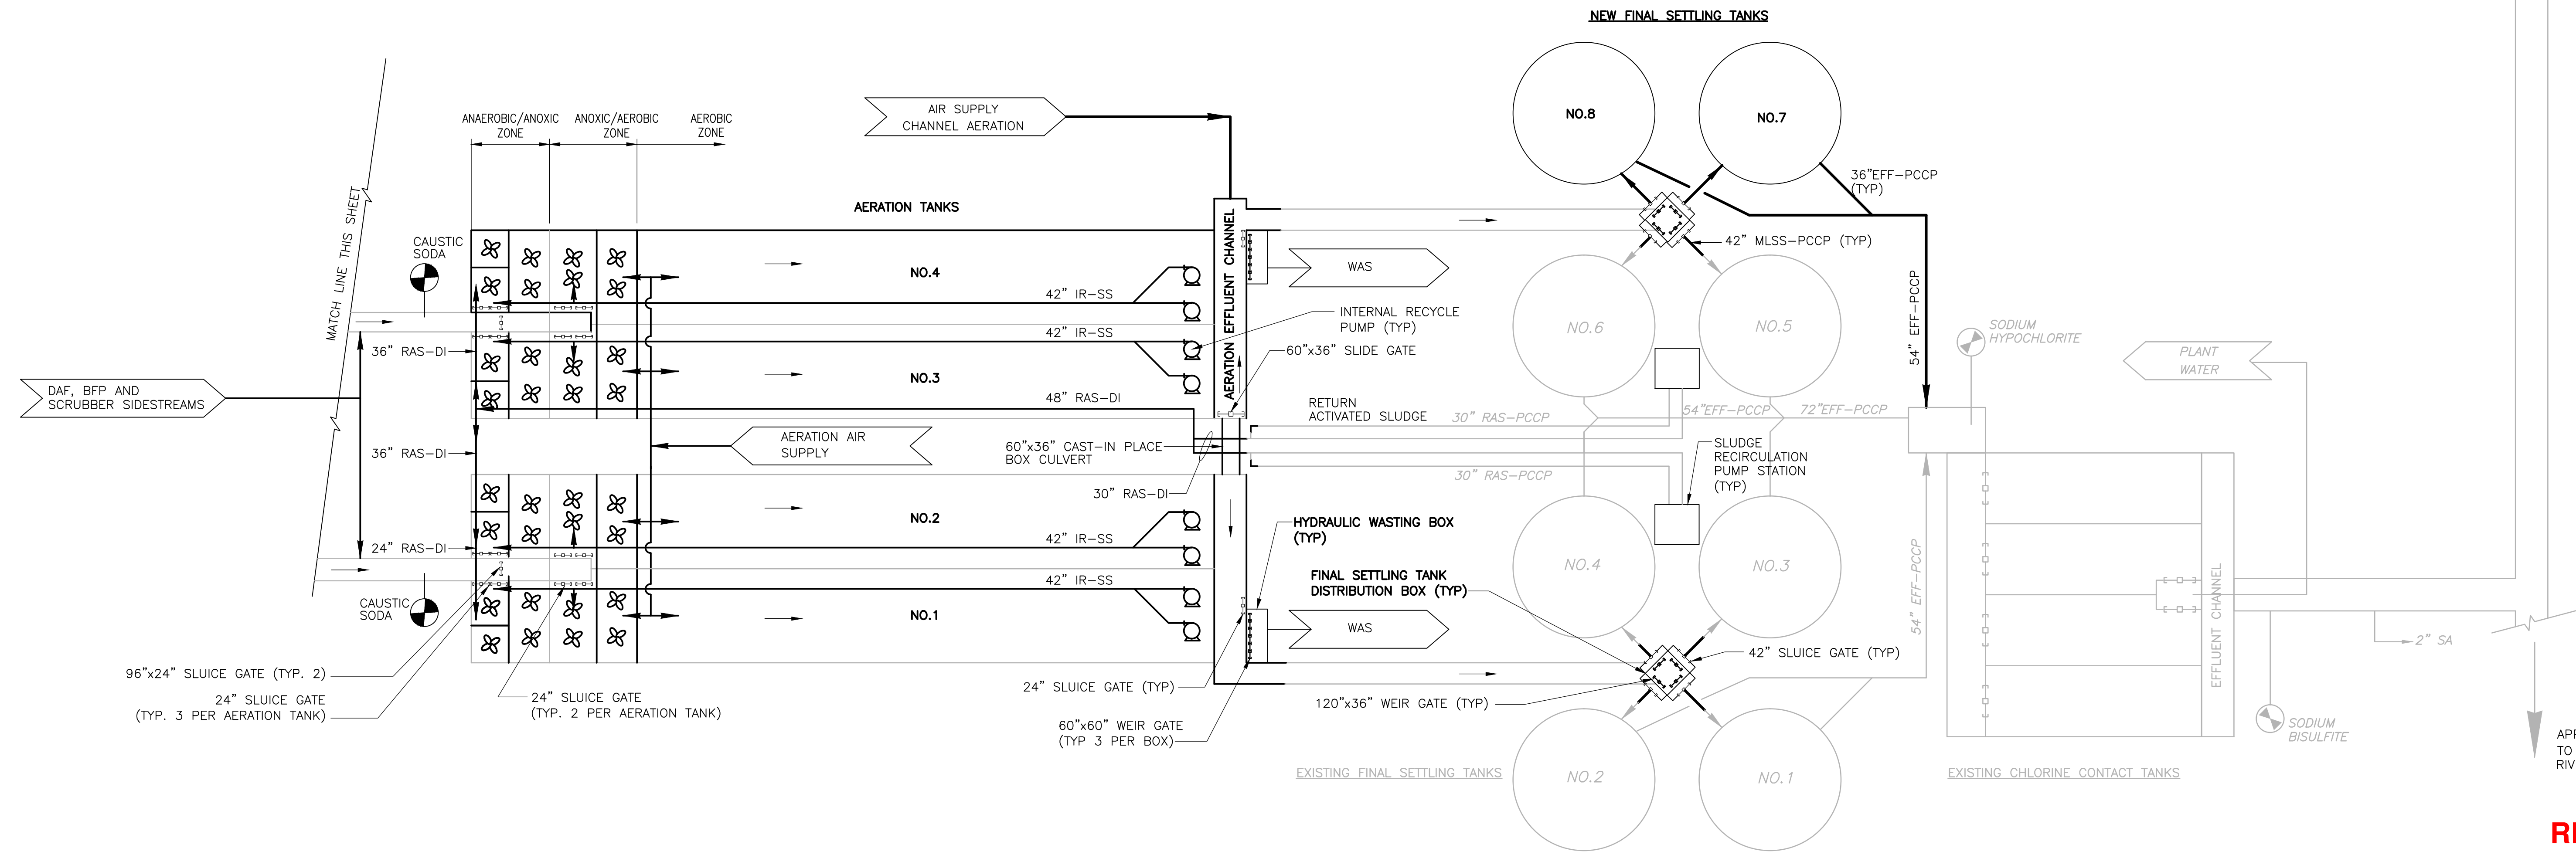 NEW FINAL SETTLING TANKS
NO.8
NO.7
36"EFF-PCCP
(TYP)
AIR SUPPLY
CHANNEL AERATION
ANAEROBIC/ANOXIC
ZONE
ANOXIC/AEROBIC
ZONE
AEROBIC
ZONE
MATCH LINE THIS SHEET
AERATION TANKS
CAUSTIC
SODA
NO.4
42" IR-SS
42" IR-SS
NO.3
48" RAS-DI
36" RAS-DI
DAF, BFP AND
SCRUBBER SIDESTREAMS
AERATION AIR
SUPPLY
36" RAS-DI
24" RAS-DI
CAUSTIC
SODA
NO.2
42" IR-SS
42" IR-SS
NO.1
96"x24" SLUICE GATE (TYP. 2)
24" SLUICE GATE
(TYP. 3 PER AERATION TANK)
24" SLUICE GATE
(TYP. 2 PER AERATION TANK)
AERATION EFFLUENT CHANNEL
WAS
INTERNAL RECYCLE
PUMP (TYP)
60"x36" SLIDE GATE
RETURN
ACTIVATED SLUDGE
60"x36" CAST-IN PLACE
BOX CULVERT
30" RAS-DI
HYDRAULIC WASTING BOX
(TYP)
FINAL SETTLING TANK
DISTRIBUTION BOX (TYP)
WAS
24" SLUICE GATE (TYP)
60"x60" WEIR GATE
(TYP 3 PER BOX)
120"x36" WEIR GATE (TYP)
42" SLUICE GATE (TYP)
42" MLSS-PCCP (TYP)
NO.6
NO.5
30" RAS-PCCP
54"EFF-PCCP
72"EFF-PCCP
30" RAS-PCCP
SLUDGE
RECIRCULATION
PUMP STATION
(TYP)
NO.4
NO.3
NO.2
NO.1
EXISTING FINAL SETTLING TANKS
54" EFF-PCCP
54" EFF-PCCP
SODIUM
HYPOCHLORITE
PLANT
WATER
EFFLUENT CHANNEL
2" SA
SODIUM
BISULFITE
EXISTING CHLORINE CONTACT TANKS
TO
RIV